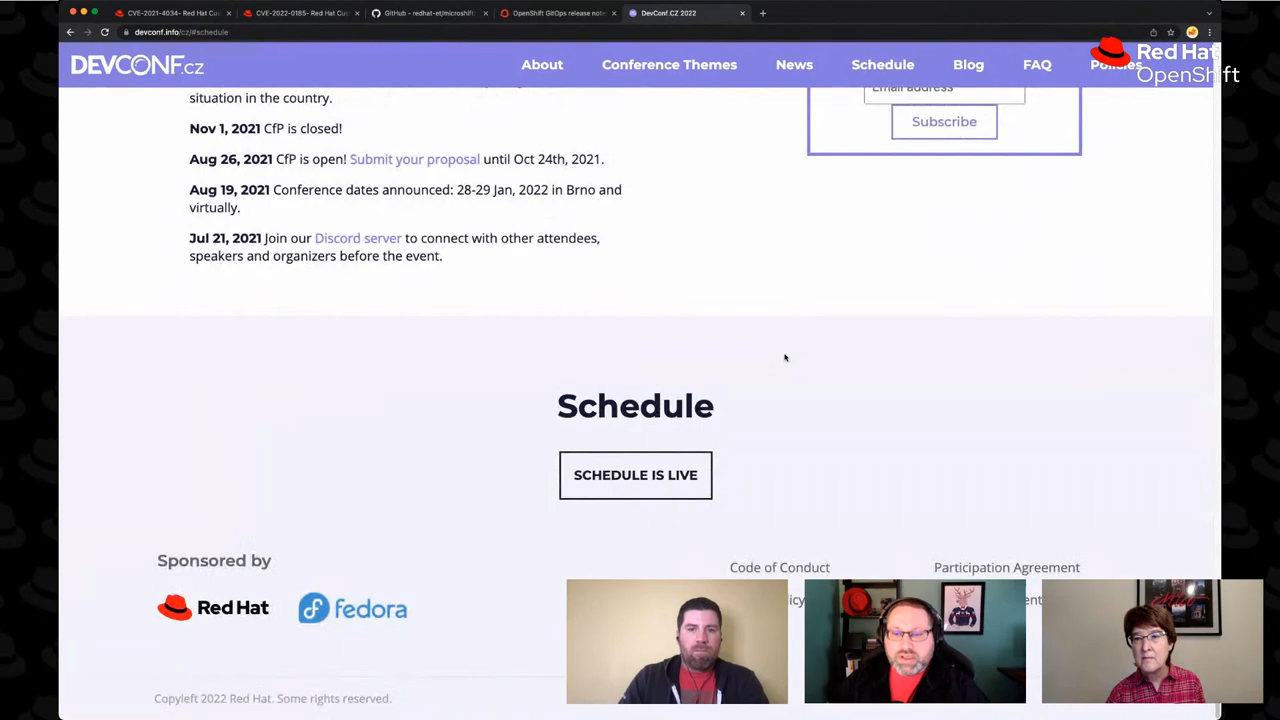 CVE-2021-4034- Red Hat Cus
CVE-2022-0185- Red Hat Cus
GitHub - redhat-et/microshift:
OpenShift GitOps release note
DevConf.CZ 2022
devconf.info/cz/#schedule
DEVCONF.cz
About
Conference Themes
News
Schedule
Blog
FAQ
Policies
Red Hat
OpenShift
situation in the country.
Email address
Subscribe
Nov 1, 2021 CfP is closed!
Aug 26, 2021 CfP is open! Submit your proposal until Oct 24th, 2021.
Aug 19, 2021 Conference dates announced: 28-29 Jan, 2022 in Brno and
virtually.
Jul 21, 2021 Join our Discord server to connect with other attendees,
speakers and organizers before the event.
Schedule
SCHEDULE IS LIVE
Sponsored by
Red Hat
fedora
Code of Conduct
Participation Agreement
Copyleft 2022 Red Hat. Some rights reserved.